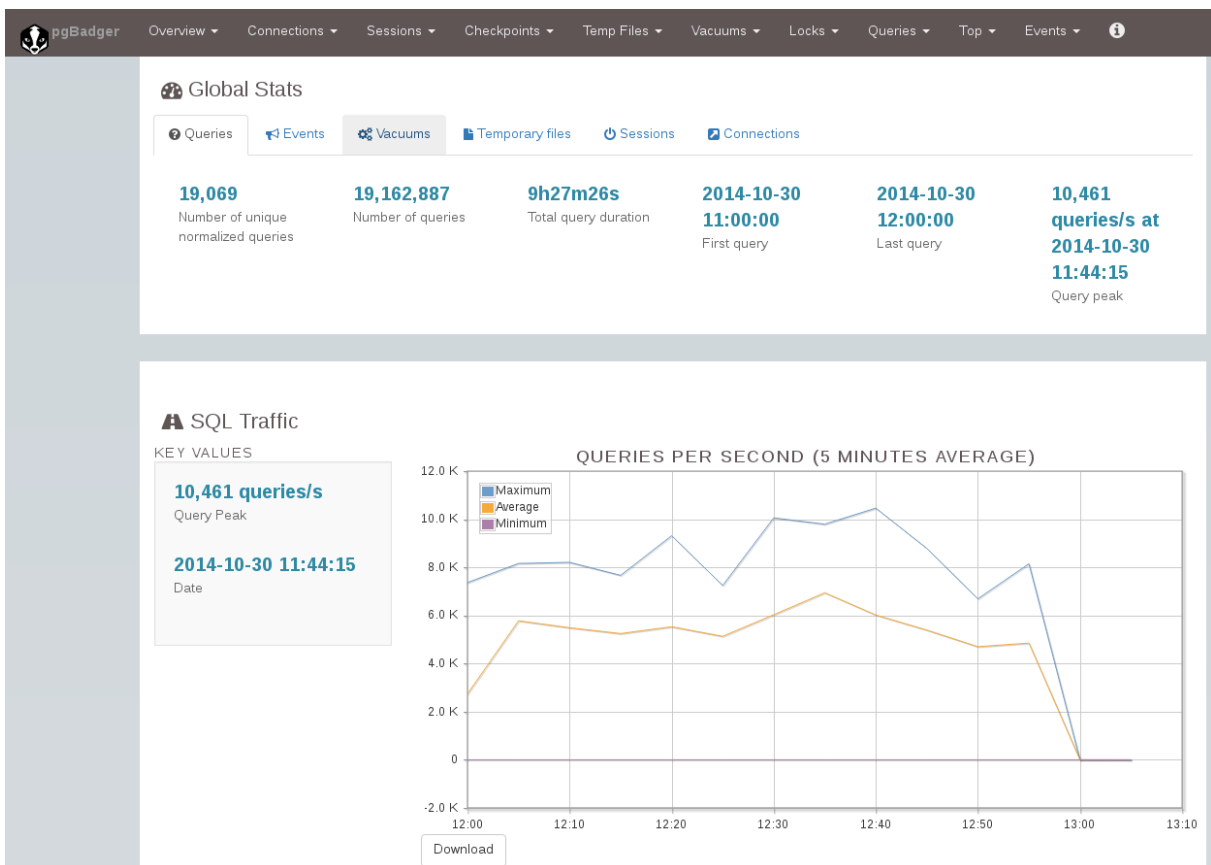 pgBadger Overview Connections Sessions Checkpoints Temp Files Vacuums Locks Queries Top Events
Global Stats
Queries Events Vacuums Temporary files Sessions Connections
19,069
Number of unique
normalized queries
19,162,887
Number of queries
9h27m26s
Total query duration
2014-10-30
11:00:00
First query
2014-10-30
12:00:00
Last query
10,461
queries/s at
2014-10-30
11:44:15
Query peak
SQL Traffic
KEY VALUES
10,461 queries/s
Query Peak
2014-10-30 11:44:15
Date
QUERIES PER SECOND (5 MINUTES AVERAGE)
Maximum
Average
Minimum
12.0 K
10.0 K
8.0 K
6.0 K
4.0 K
2.0 K
0
-2.0 K
12:00 12:10 12:20 12:30 12:40 12:50 13:00 13:10
Download